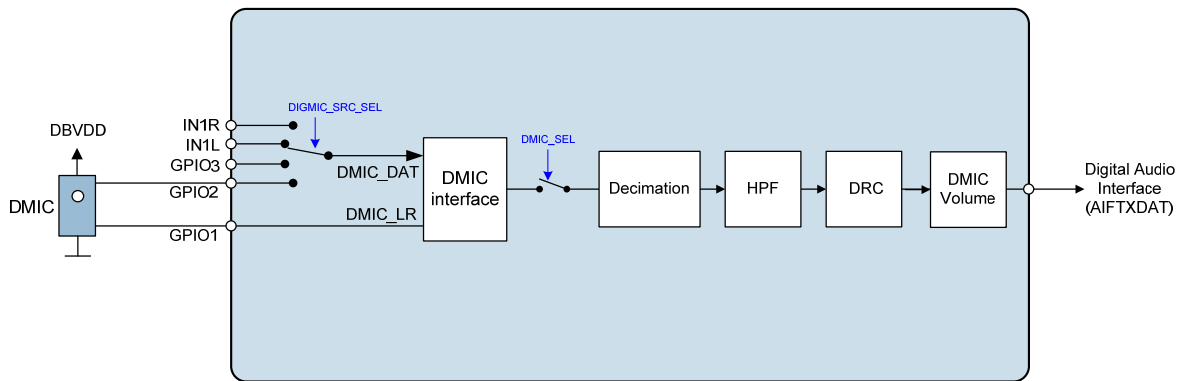 DBVDD
DMIC
IN1R
IN1L
GPIO3
GPIO2
GPIO1
DIGMIC_SRC_SEL
DMIC_DAT
DMIC_LR
DMIC
interface
DMIC_SEL
Decimation
HPF
DRC
DMIC
Volume
Digital Audio
Interface
(AIFTXDAT)